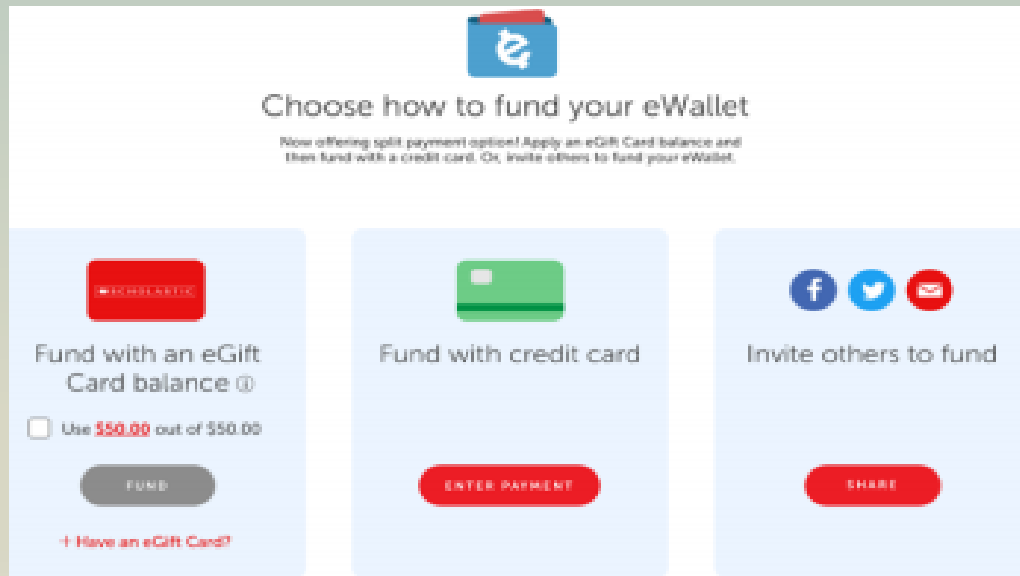 Choose how to fund your eWallet
Now offering split payment option! Apply an eGift Card balance and
then fund with a credit card. Or, invite others to fund your eWallet.
SCHOLASTIC
Fund with an eGift
Card balance
Use $50.00 out of $50.00
FUND
+ Have an eGift Card?
Fund with credit card
ENTER PAYMENT
Invite others to fund
SHARE